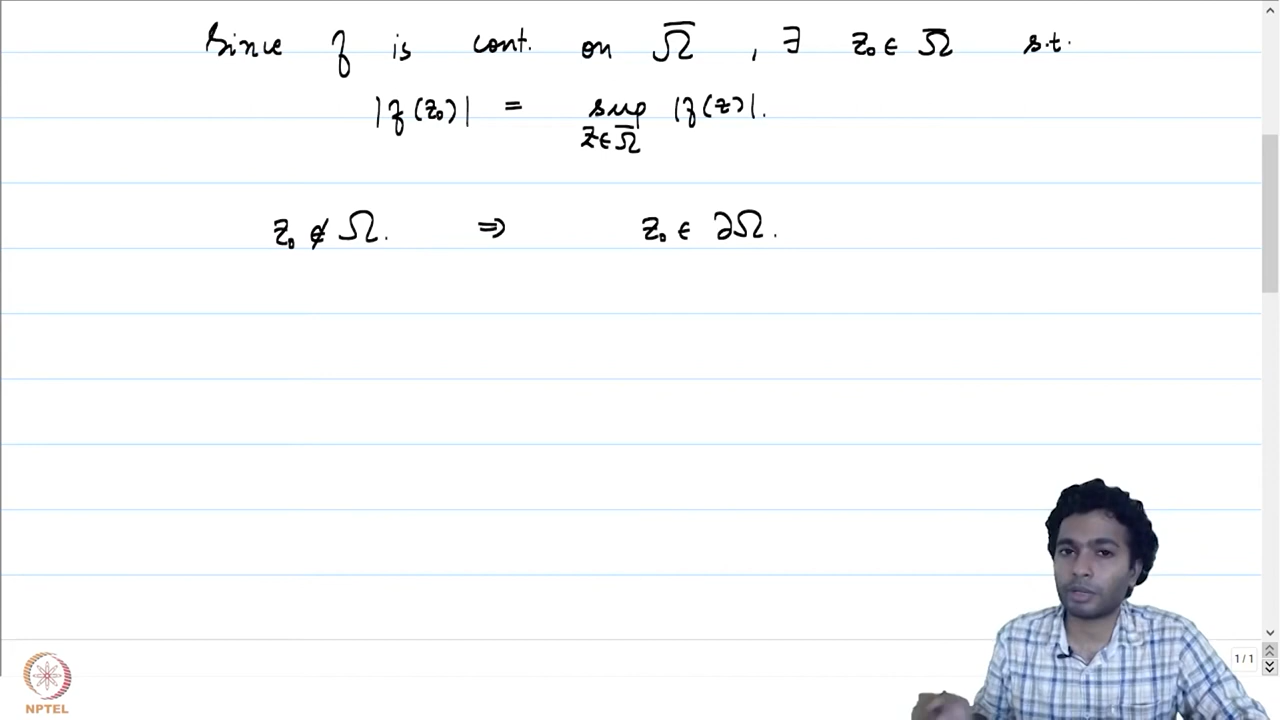 Since f is cont. on Ω̅ , ∃ z₀ ∈ Ω̅ s.t.
|f(z₀)| = sup |f(z)|.
z∈Ω̅
z₀ ∉ Ω. ⇒ z₀ ∈ ∂Ω.
1 / 1
NPTEL